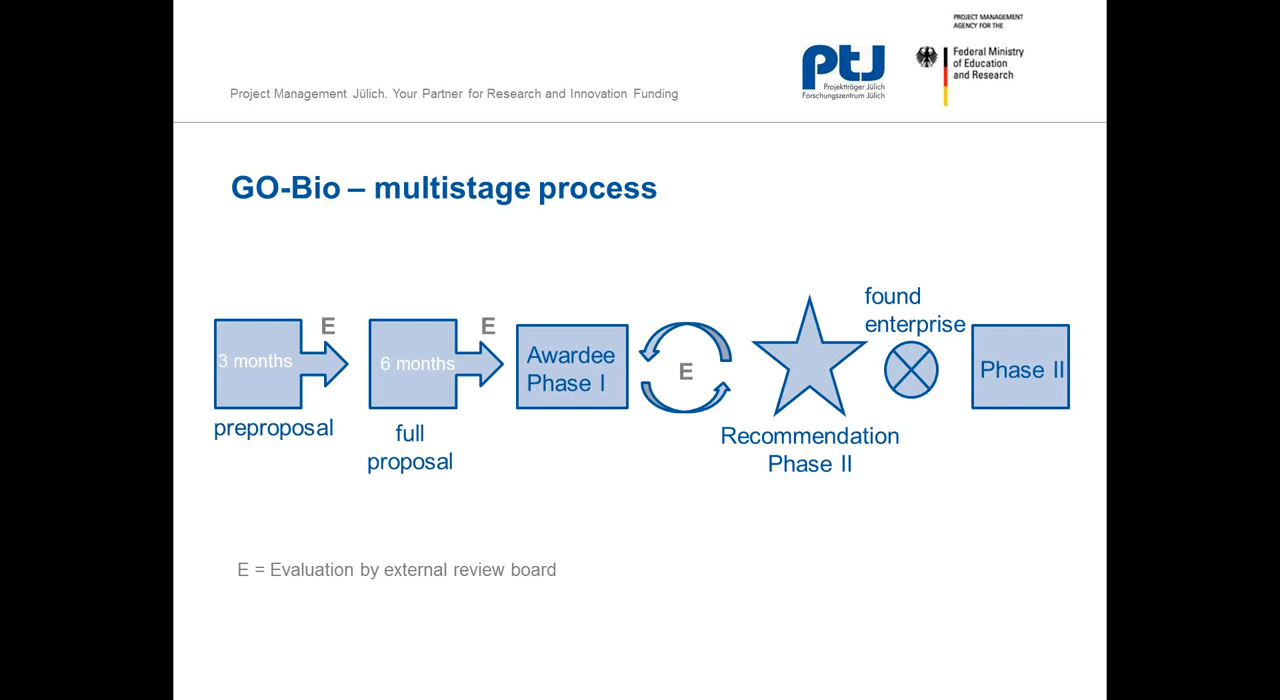 PROJECT MANAGEMENT
AGENCY FOR THE
ptJ
Projektträger Jülich
Forschungszentrum Jülich
Federal Ministry
of Education
and Research
Project Management Jülich. Your Partner for Research and Innovation Funding
GO-Bio – multistage process
3 months
E
preproposal
6 months
E
full
proposal
Awardee
Phase I
E
Recommendation
Phase II
found
enterprise
Phase II
E = Evaluation by external review board